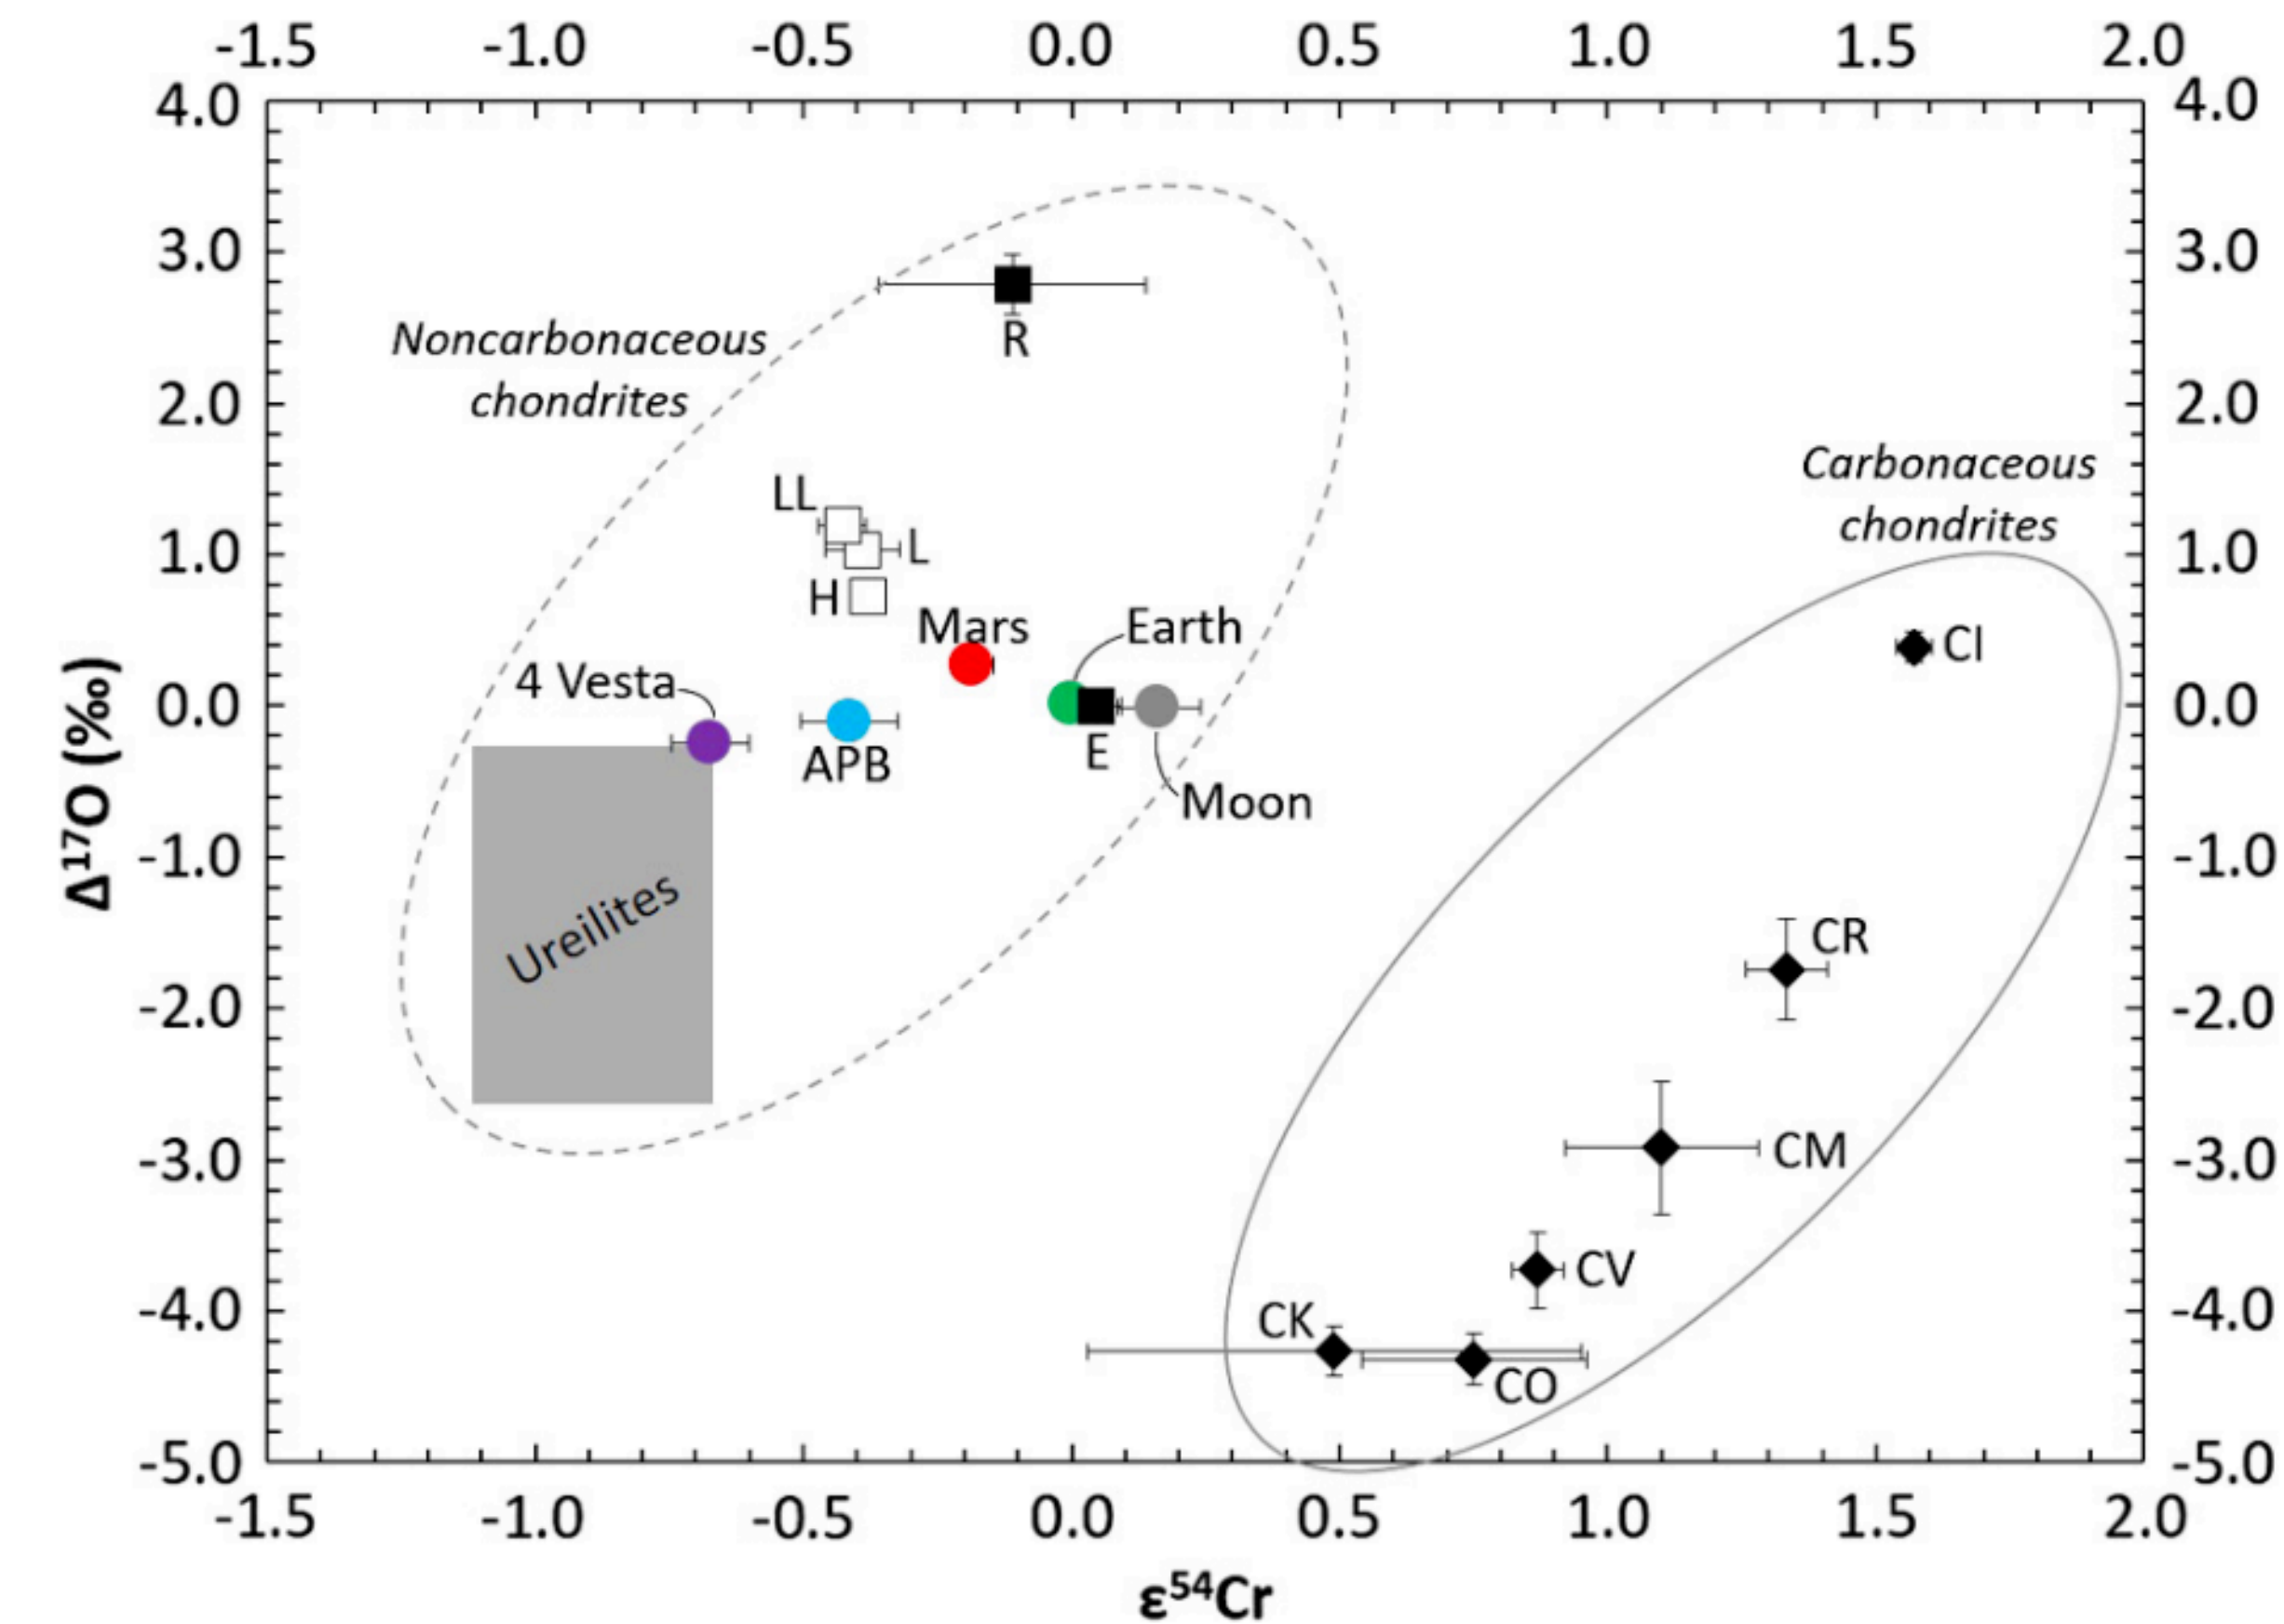 -1.5 -1.0 -0.5 0.0 0.5 1.0 1.5 2.0
4.0 4.0
3.0 3.0
R
Noncarbonaceous
chondrites
2.0 2.0
Carbonaceous
chondrites
LL
1.0 L 1.0
H
Mars Earth
CI
4 Vesta
0.0 0.0
E
APB
Moon
Δ¹⁷O (‰)
-1.0 -1.0
Ureilites
CR
-2.0 -2.0
CM
-3.0 -3.0
CV
-4.0 CK -4.0
CO
-5.0 -5.0
-1.5 -1.0 -0.5 0.0 0.5 1.0 1.5 2.0
ε⁵⁴Cr